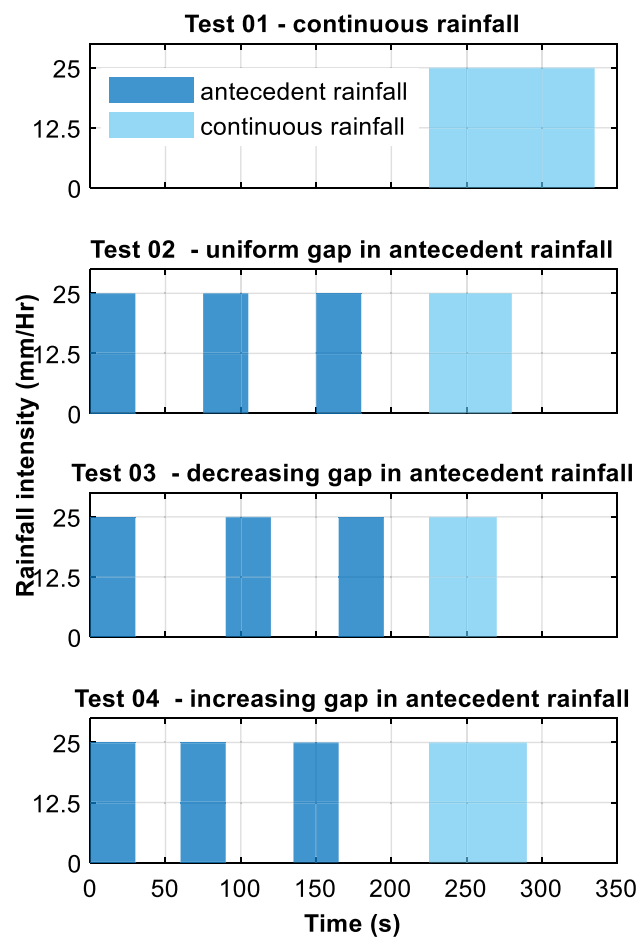 Test 01 - continuous rainfall
25
12.5
0
antecedent rainfall
continuous rainfall
Test 02  - uniform gap in antecedent rainfall
25
12.5
0
Rainfall intensity (mm/Hr)
Test 03  - decreasing gap in antecedent rainfall
25
12.5
0
Test 04  - increasing gap in antecedent rainfall
25
12.5
0
0 50 100 150 200 250 300 350
Time (s)